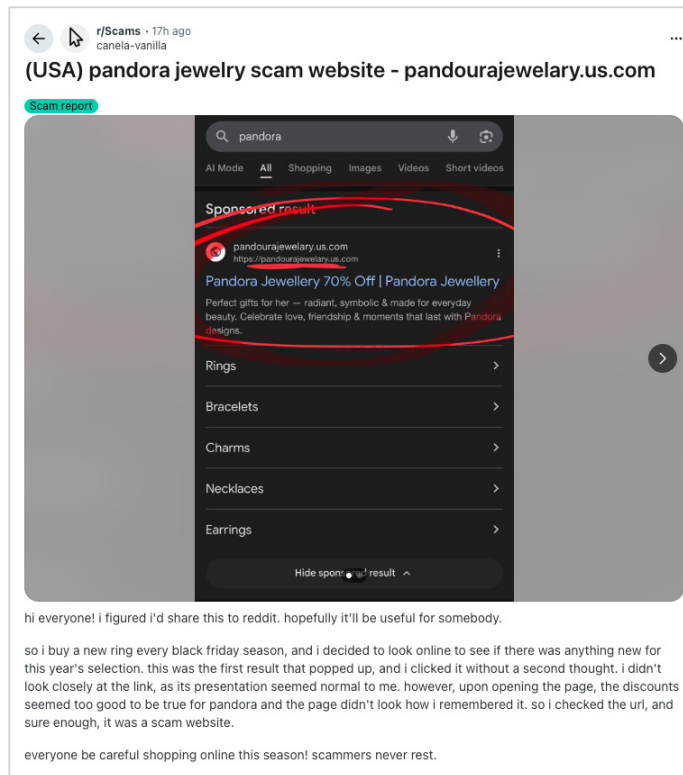 r/Scams • 17h ago
canela-vanilla
(USA) pandora jewelry scam website - pandourajewelary.us.com
Scam report
pandora
AI Mode All Shopping Images Videos Short videos
Sponsored result
pandourajewelary.us.com
https://pandourajewelary.us.com
Pandora Jewellery 70% Off | Pandora Jewellery
Perfect gifts for her — radiant, symbolic & made for everyday
beauty. Celebrate love, friendship & moments that last with Pandora
designs.
Rings
Bracelets
Charms
Necklaces
Earrings
Hide sponsored result
hi everyone! i figured i'd share this to reddit. hopefully it'll be useful for somebody.
so i buy a new ring every black friday season, and i decided to look online to see if there was anything new for
this year's selection. this was the first result that popped up, and i clicked it without a second thought. i didn't
look closely at the link, as its presentation seemed normal to me. however, upon opening the page, the discounts
seemed too good to be true for pandora and the page didn't look how i remembered it. so i checked the url, and
sure enough, it was a scam website.
everyone be careful shopping online this season! scammers never rest.